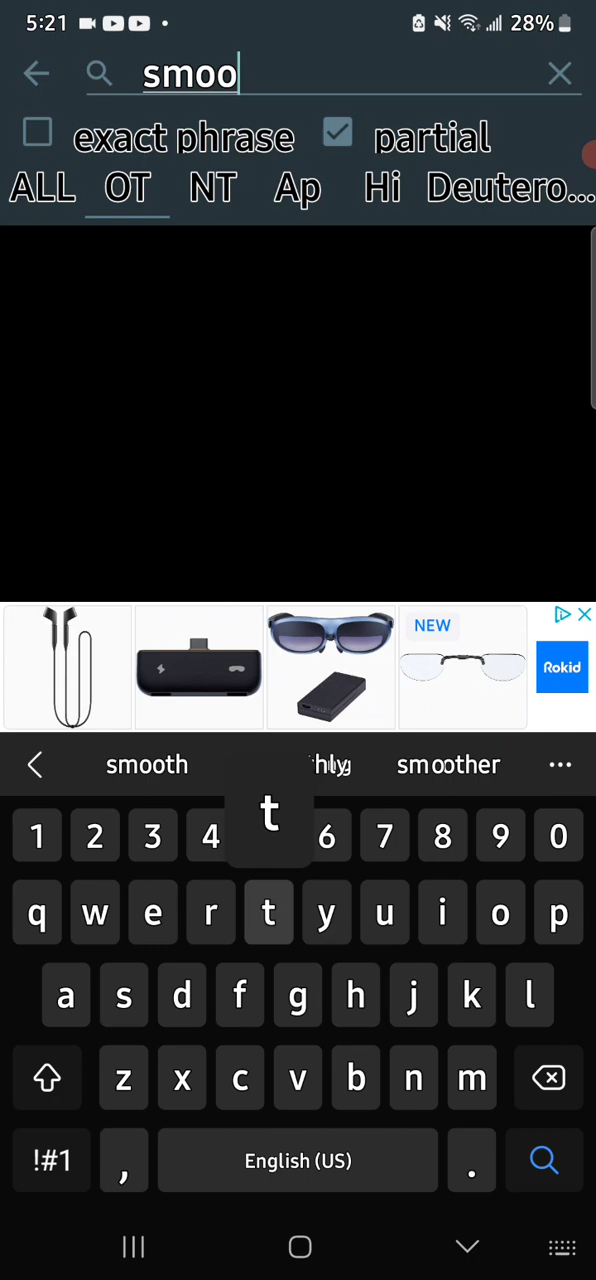 5:21 28%
smoo
exact phrase partial
ALL OT NT Ap Hi Deutero...
NEW
Rokid
smooth smoother ...
t
1 2 3 4 6 7 8 9 0
q w e r t y u i o p
a s d f g h j k l
z x c v b n m
!#1 , English (US) .